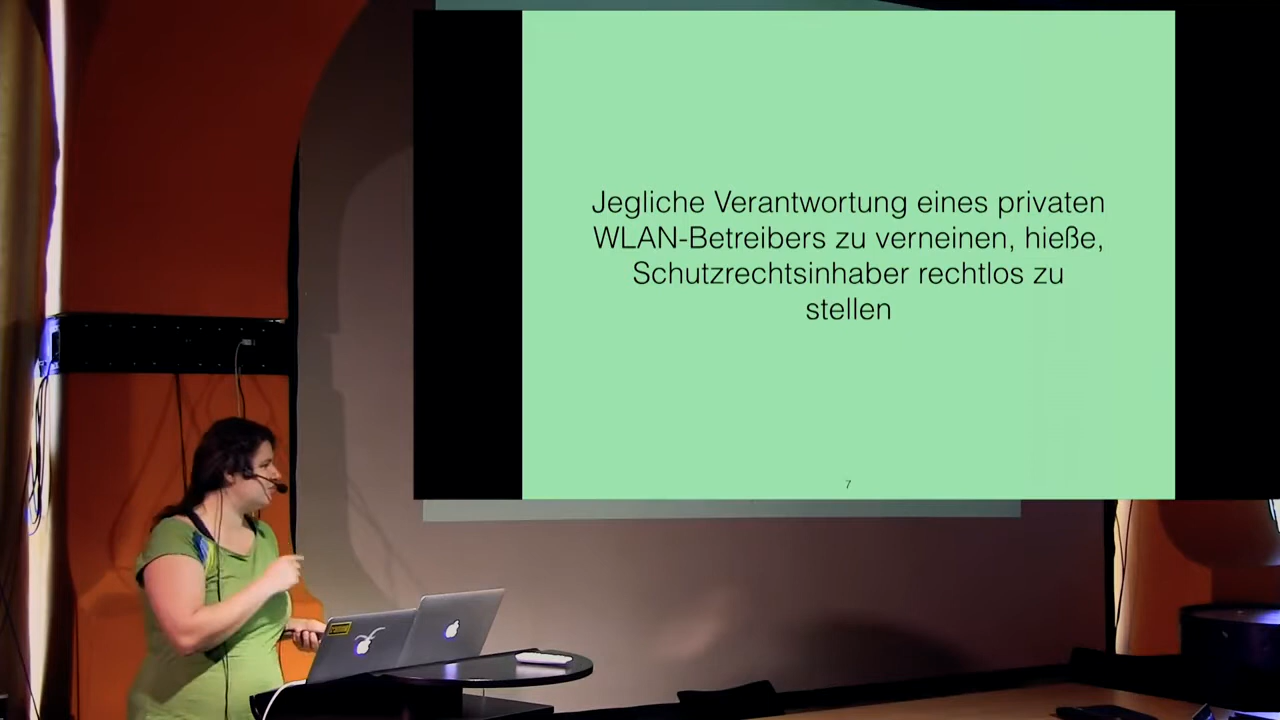 Jegliche Verantwortung eines privaten
WLAN-Betreibers zu verneinen, hieße,
Schutzrechtsinhaber rechtlos zu
stellen
7